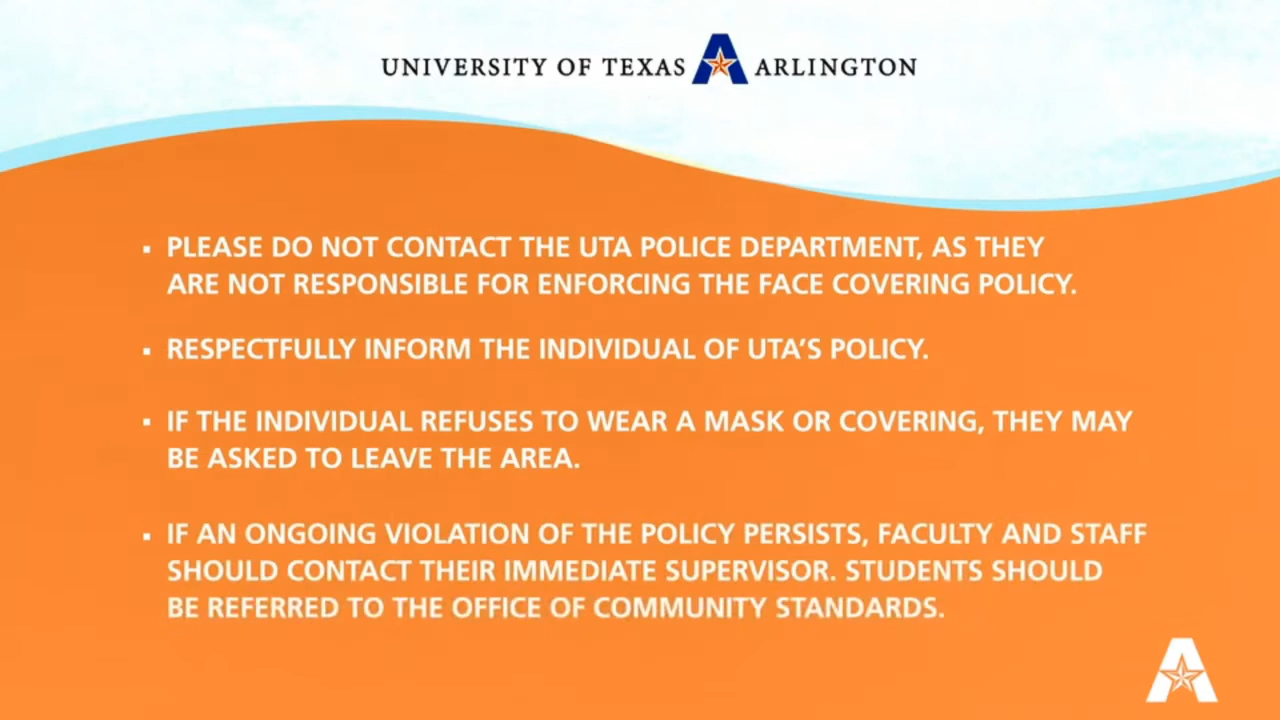 UNIVERSITY OF TEXAS A ARLINGTON
▪ PLEASE DO NOT CONTACT THE UTA POLICE DEPARTMENT, AS THEY
ARE NOT RESPONSIBLE FOR ENFORCING THE FACE COVERING POLICY.
▪ RESPECTFULLY INFORM THE INDIVIDUAL OF UTA'S POLICY.
▪ IF THE INDIVIDUAL REFUSES TO WEAR A MASK OR COVERING, THEY MAY
BE ASKED TO LEAVE THE AREA.
▪ IF AN ONGOING VIOLATION OF THE POLICY PERSISTS, FACULTY AND STAFF
SHOULD CONTACT THEIR IMMEDIATE SUPERVISOR. STUDENTS SHOULD
BE REFERRED TO THE OFFICE OF COMMUNITY STANDARDS.
A